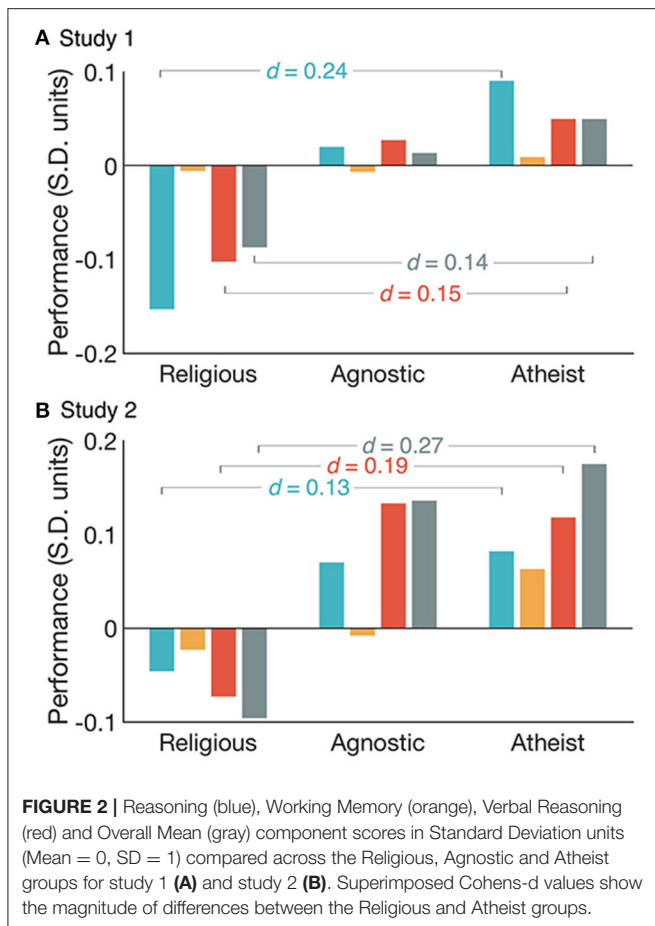 A Study 1
Performance (S.D. units)
0.1
0
-0.1
-0.2
d = 0.24
d = 0.14
d = 0.15
Religious Agnostic Atheist
B Study 2
Performance (S.D. units)
0.2
0.1
0
-0.1
d = 0.27
d = 0.19
d = 0.13
Religious Agnostic Atheist
FIGURE 2 | Reasoning (blue), Working Memory (orange), Verbal Reasoning
(red) and Overall Mean (gray) component scores in Standard Deviation units
(Mean = 0, SD = 1) compared across the Religious, Agnostic and Atheist
groups for study 1 (A) and study 2 (B). Superimposed Cohens-d values show
the magnitude of differences between the Religious and Atheist groups.